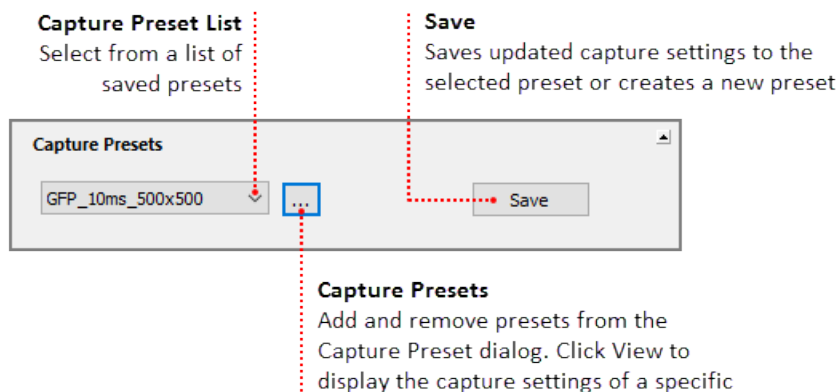 Capture Preset List
Select from a list of
saved presets
Save
Saves updated capture settings to the
selected preset or creates a new preset
Capture Presets
GFP_10ms_500x500
...
Save
Capture Presets
Add and remove presets from the
Capture Preset dialog. Click View to
display the capture settings of a specific